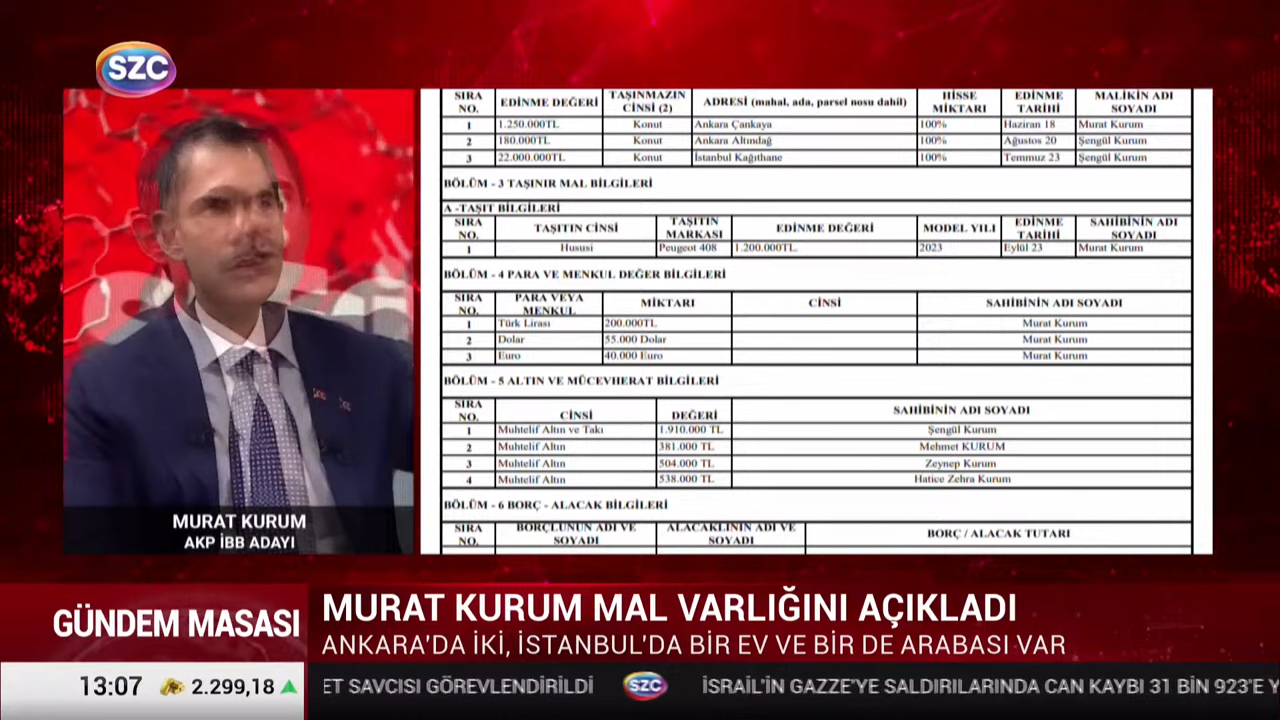 SZC
SIRA NO. EDİNME DEĞERİ TAŞINMAZIN CİNSİ (2) ADRESİ (mahal, ada, parsel nosu dahil) HİSSE MİKTARI EDİNME TARİHİ MALİKİN ADI SOYADI
1 1.250.000TL Konut Ankara Çankaya 100% Haziran 18 Murat Kurum
2 180.000TL Konut Ankara Altındağ 100% Ağustos 20 Şengül Kurum
3 22.000.000TL Konut İstanbul Kağıthane 100% Temmuz 23 Şengül Kurum
BÖLÜM - 3 TAŞINIR MAL BİLGİLERİ
A -TAŞIT BİLGİLERİ
SIRA NO. TAŞITIN CİNSİ TAŞITIN MARKASI EDİNME DEĞERİ MODEL YILI EDİNME TARİHİ SAHİBİNİN ADI SOYADI
1 Hususi Peugeot 408 1.200.000TL 2023 Eylül 23 Murat Kurum
BÖLÜM - 4 PARA VE MENKUL DEĞER BİLGİLERİ
SIRA NO. PARA VEYA MENKUL MİKTARI CİNSİ SAHİBİNİN ADI SOYADI
1 Türk Lirası 200.000TL Murat Kurum
2 Dolar 55.000 Dolar Murat Kurum
3 Euro 40.000 Euro Murat Kurum
BÖLÜM - 5 ALTIN VE MÜCEVHERAT BİLGİLERİ
SIRA NO. CİNSİ DEĞERİ SAHİBİNİN ADI SOYADI
1 Muhtelif Altın ve Takı 1.910.000 TL Şengül Kurum
2 Muhtelif Altın 381.000 TL Mehmet KURUM
3 Muhtelif Altın 504.000 TL Zeynep Kurum
4 Muhtelif Altın 538.000 TL Hatice Zehra Kurum
BÖLÜM - 6 BORÇ - ALACAK BİLGİLERİ
SIRA NO. BORÇLUNUN ADI VE SOYADI ALACAKLININ ADI VE SOYADI BORÇ / ALACAK TUTARI
MURAT KURUM
AKP İBB ADAYI
GÜNDEM MASASI
MURAT KURUM MAL VARLIĞINI AÇIKLADI
ANKARA'DA İKİ, İSTANBUL'DA BİR EV VE BİR DE ARABASI VAR
13:07 2.299,18 ET SAVCISI GÖREVLENDİRİLDİ SZC İSRAİL'İN GAZZE'YE SALDIRILARINDA CAN KAYBI 31 BİN 923'E Y